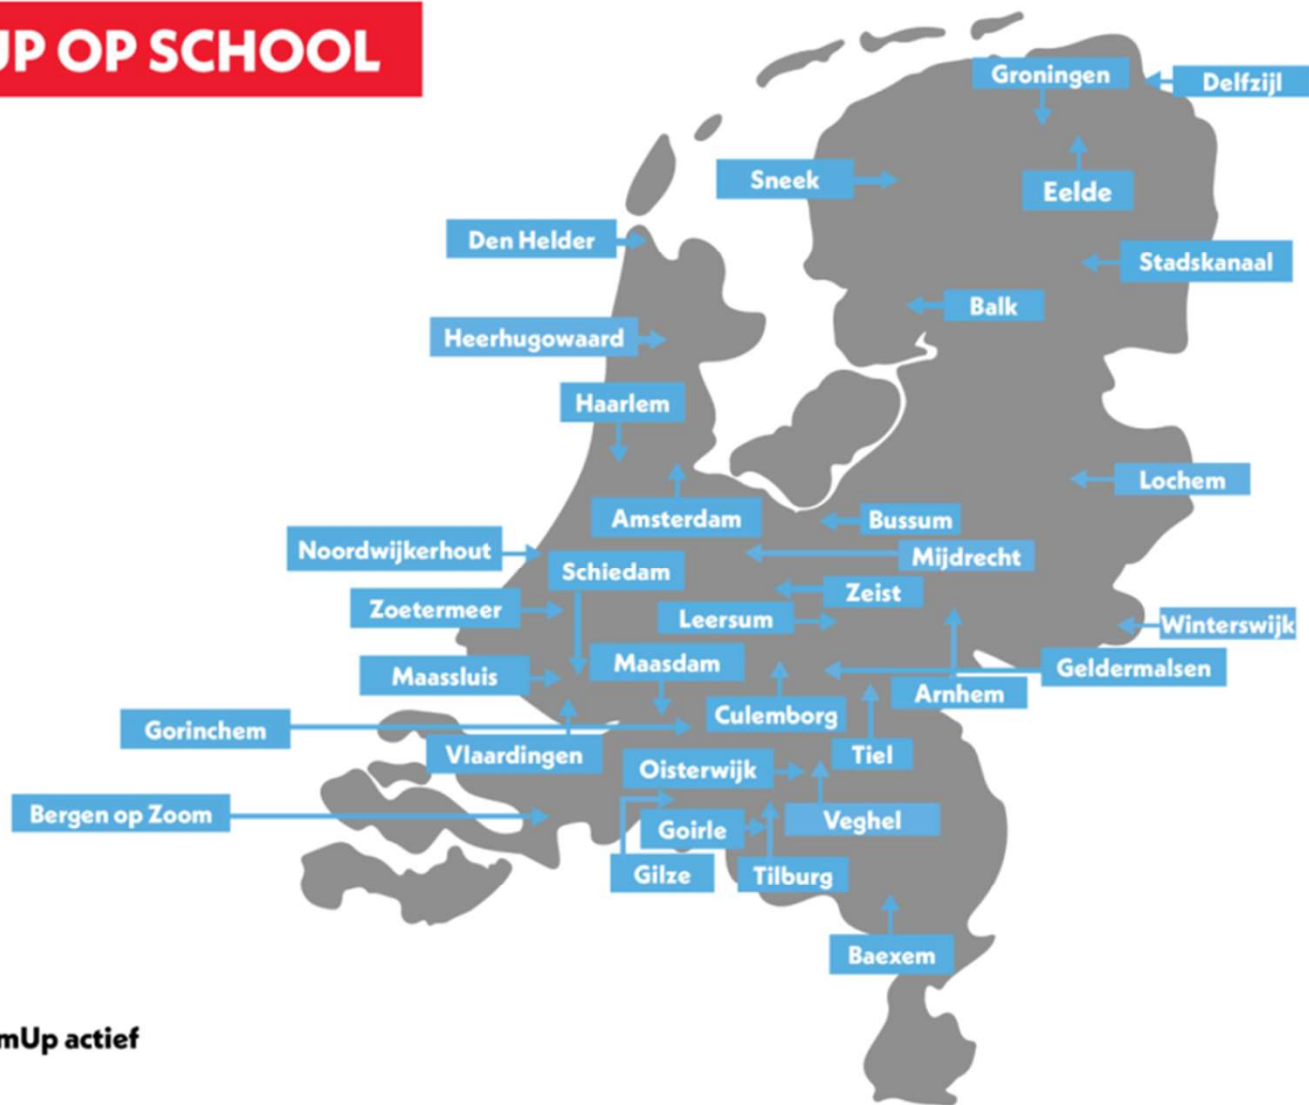 UP OP SCHOOL
Groningen
Delfzijl
Sneek
Eelde
Den Helder
Stadskanaal
Balk
Heerhugowaard
Haarlem
Lochem
Amsterdam
Bussum
Noordwijkerhout
Mijdrecht
Schiedam
Zeist
Zoetermeer
Leersum
Winterswijk
Maasdam
Geldermalsen
Maassluis
Arnhem
Culemborg
Gorinchem
Vlaardingen
Tiel
Oisterwijk
Bergen op Zoom
Veghel
Goirle
Gilze
Tilburg
Baexem
mUp actief